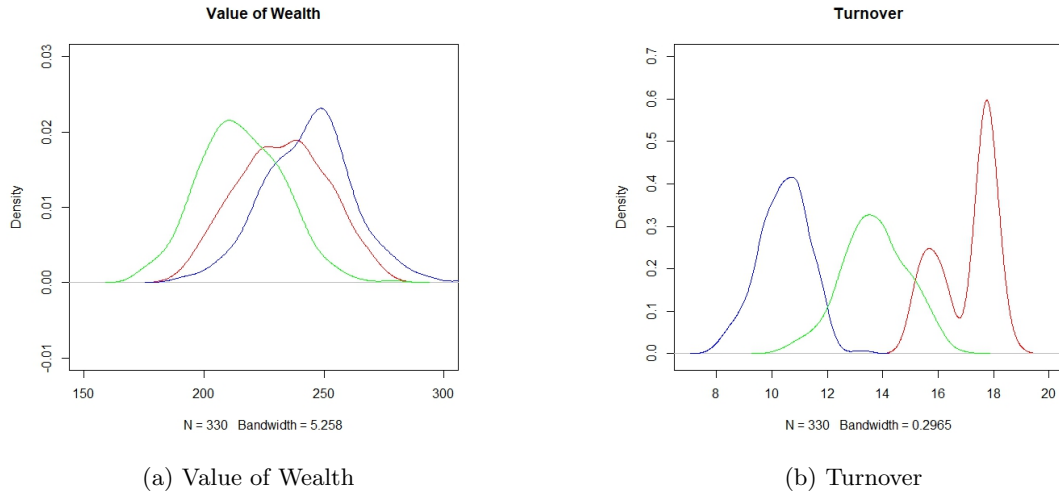 Value of Wealth
Density
0.03
0.02
0.01
0.00
-0.01
150 200 250 300
N = 330 Bandwidth = 5.258
(a) Value of Wealth
Turnover
Density
0.7
0.6
0.5
0.4
0.3
0.2
0.1
0.0
8 10 12 14 16 18 20
N = 330 Bandwidth = 0.2965
(b) Turnover